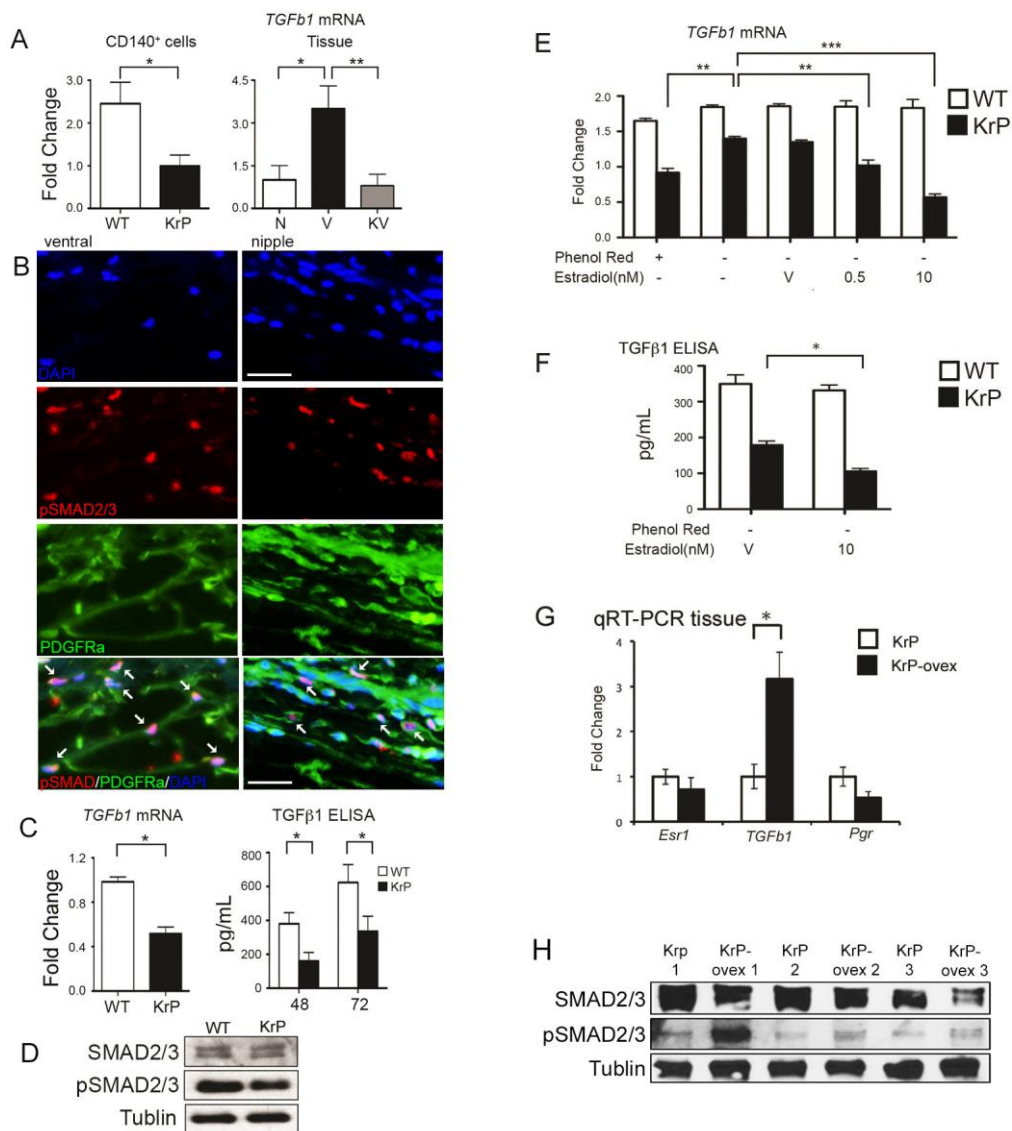 A
TGFb1 mRNA
CD140+ cells
Tissue
* * **
Fold Change
3.0
2.0
1.0
0.0
WT KrP
4.5
3.0
1.5
0.0
N V KV
B
ventral nipple
DAPI
pSMAD2/3
PDGFRa
pSMAD/PDGFRa/DAPI
C
TGFb1 mRNA
*
Fold Change
1.2
0.8
0.4
0.0
WT KrP
TGFβ1 ELISA
* *
WT
KrP
pg/mL
800
600
400
200
0
48 72
D
WT KrP
SMAD2/3
pSMAD2/3
Tublin
E
TGFb1 mRNA
***
** **
WT
KrP
Fold Change
2.0
1.5
1.0
0.5
0.0
Phenol Red + - - - -
Estradiol(nM) - - V 0.5 10
F
TGFβ1 ELISA
*
WT
KrP
pg/mL
400
300
200
100
0
Phenol Red - -
Estradiol(nM) V 10
G
qRT-PCR tissue
*
KrP
KrP-ovex
Fold Change
4
2
1
0
Esr1 TGFb1 Pgr
H
Krp KrP- KrP KrP- KrP KrP-
1 ovex 1 2 ovex 2 3 ovex 3
SMAD2/3
pSMAD2/3
Tublin